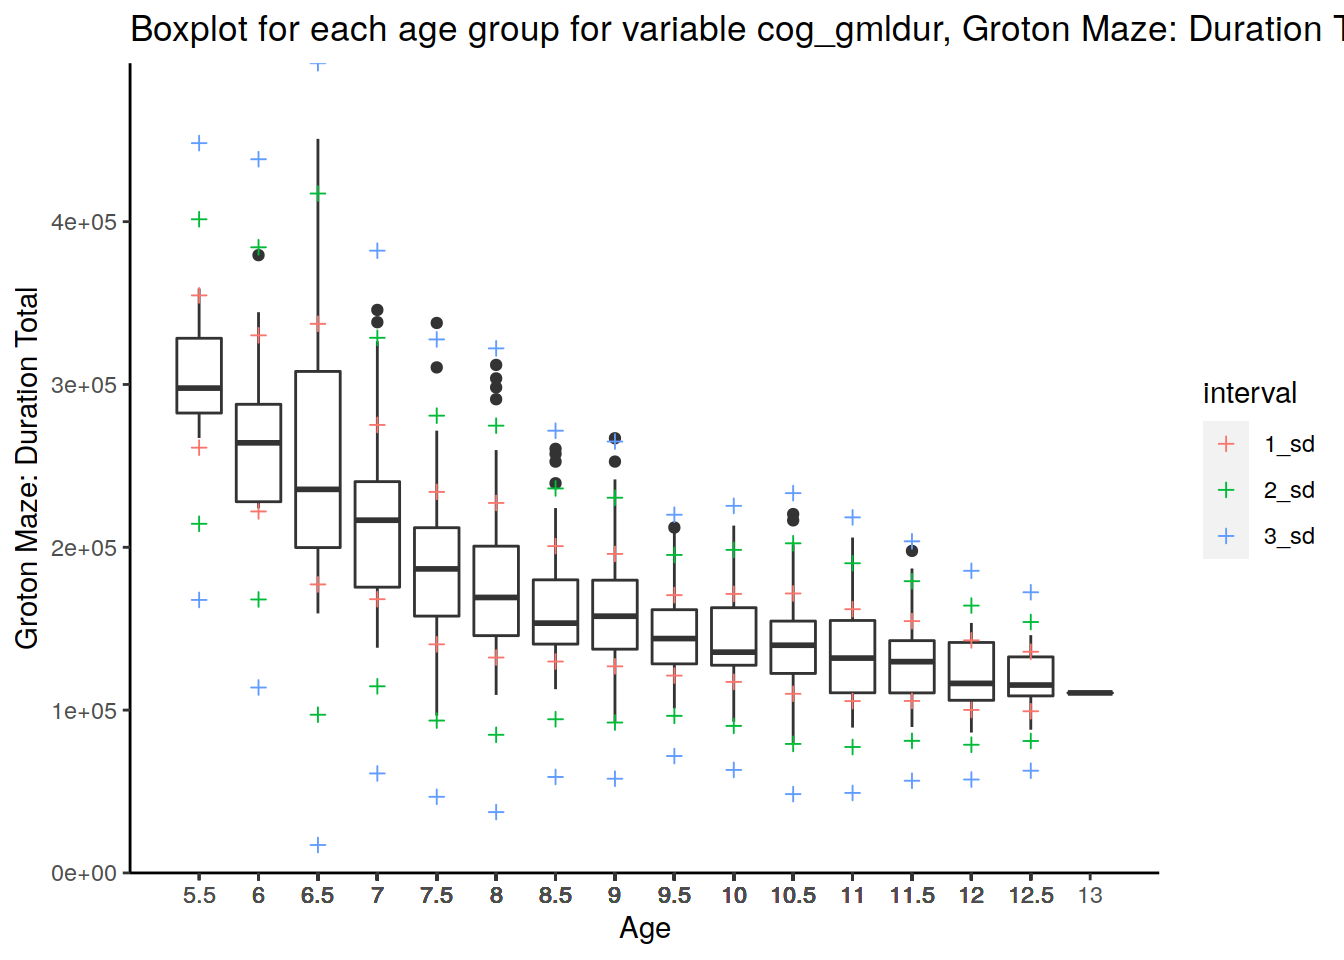 Boxplot for each age group for variable cog_gmldur, Groton Maze: Duration T
Groton Maze: Duration Total
4e+05
3e+05
2e+05
1e+05
0e+00
5.5 6 6.5 7 7.5 8 8.5 9 9.5 10 10.5 11 11.5 12 12.5 13
Age
interval
1_sd
2_sd
3_sd